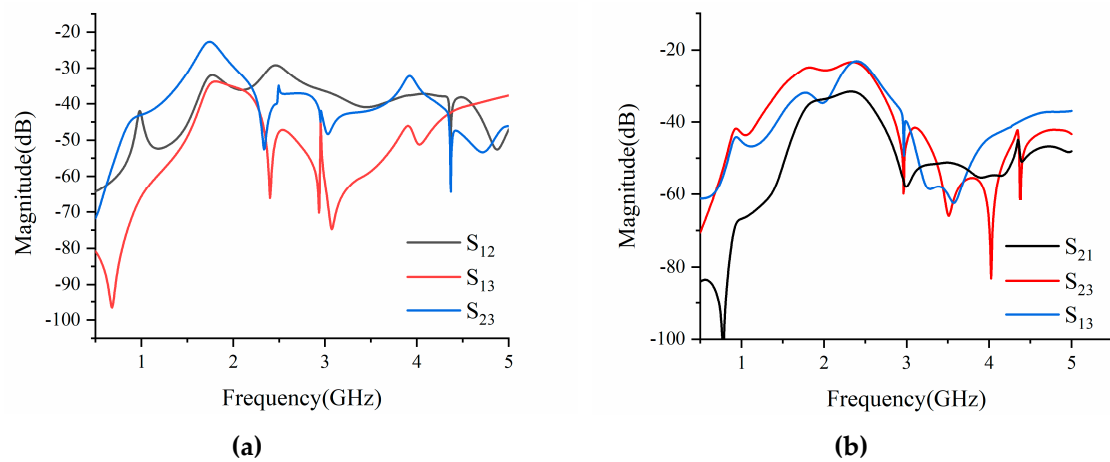 -20
-30
-40
-50
-60
-70
-80
-90
-100
Magnitude(dB)
1
2
3
4
5
Frequency(GHz)
S12
S13
S23
(a)
-20
-40
-60
-80
-100
Magnitude(dB)
1
2
3
4
5
Frequency(GHz)
S21
S23
S13
(b)